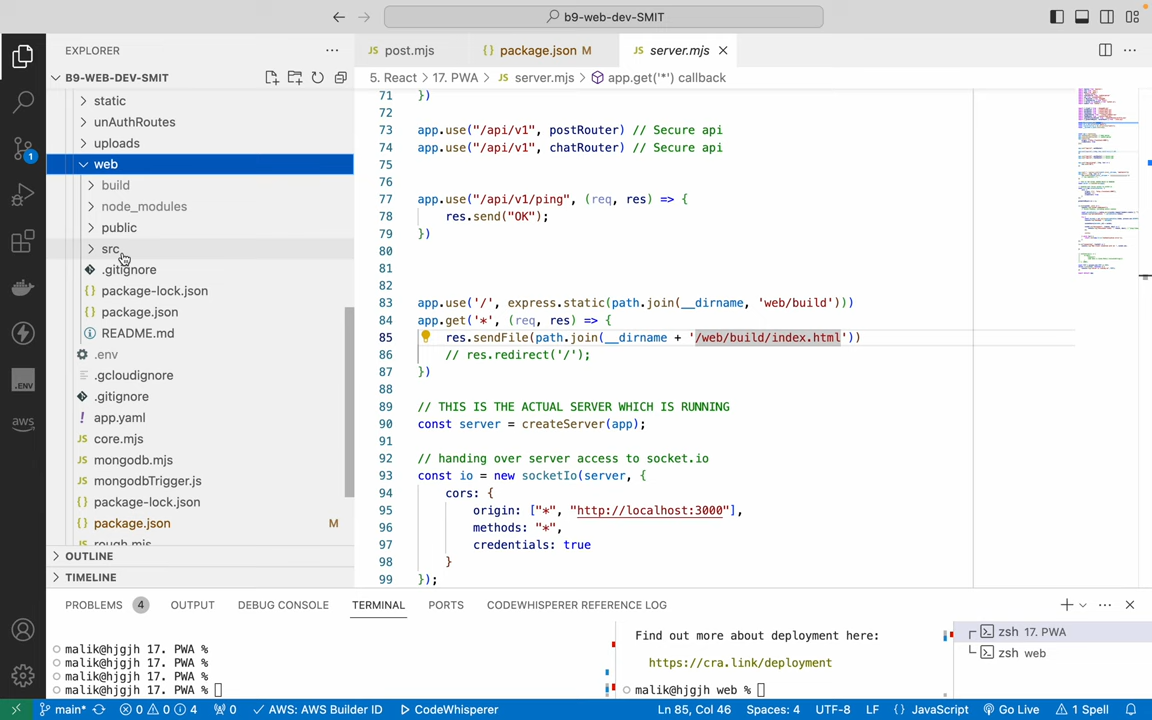 b9-web-dev-SMIT
EXPLORER
B9-WEB-DEV-SMIT
static
unAuthRoutes
uploads
web
build
node_modules
public
src
.gitignore
package-lock.json
package.json
README.md
.env
.gcloudignore
.gitignore
app.yaml
core.mjs
mongodb.mjs
mongodbTrigger.js
package-lock.json
package.json M
rough.mjs
OUTLINE
TIMELINE
JS post.mjs
{} package.json M
JS server.mjs
5. React > 17. PWA > JS server.mjs > app.get('*') callback
71 })
72
73 app.use("/api/v1", postRouter) // Secure api
74 app.use("/api/v1", chatRouter) // Secure api
75
76
77 app.use("/api/v1/ping", (req, res) => {
78 res.send("OK");
79 })
80
81
82
83 app.use('/', express.static(path.join(__dirname, 'web/build')))
84 app.get('*', (req, res) => {
85 res.sendFile(path.join(__dirname + '/web/build/index.html'))
86 // res.redirect('/');
87 })
88
89 // THIS IS THE ACTUAL SERVER WHICH IS RUNNING
90 const server = createServer(app);
91
92 // handing over server access to socket.io
93 const io = new socketIo(server, {
94 cors: {
95 origin: ["*", "http://localhost:3000"],
96 methods: "*",
97 credentials: true
98 }
99 });
PROBLEMS 4 OUTPUT DEBUG CONSOLE TERMINAL PORTS CODEWHISPERER REFERENCE LOG
malik@hjgjh 17. PWA %
malik@hjgjh 17. PWA %
malik@hjgjh 17. PWA %
malik@hjgjh 17. PWA %
Find out more about deployment here:
https://cra.link/deployment
malik@hjgjh web %
zsh 17. PWA
zsh web
main* 0 0 4 0 AWS: AWS Builder ID CodeWhisperer Ln 85, Col 46 Spaces: 4 UTF-8 LF {} JavaScript Go Live 1 Spell